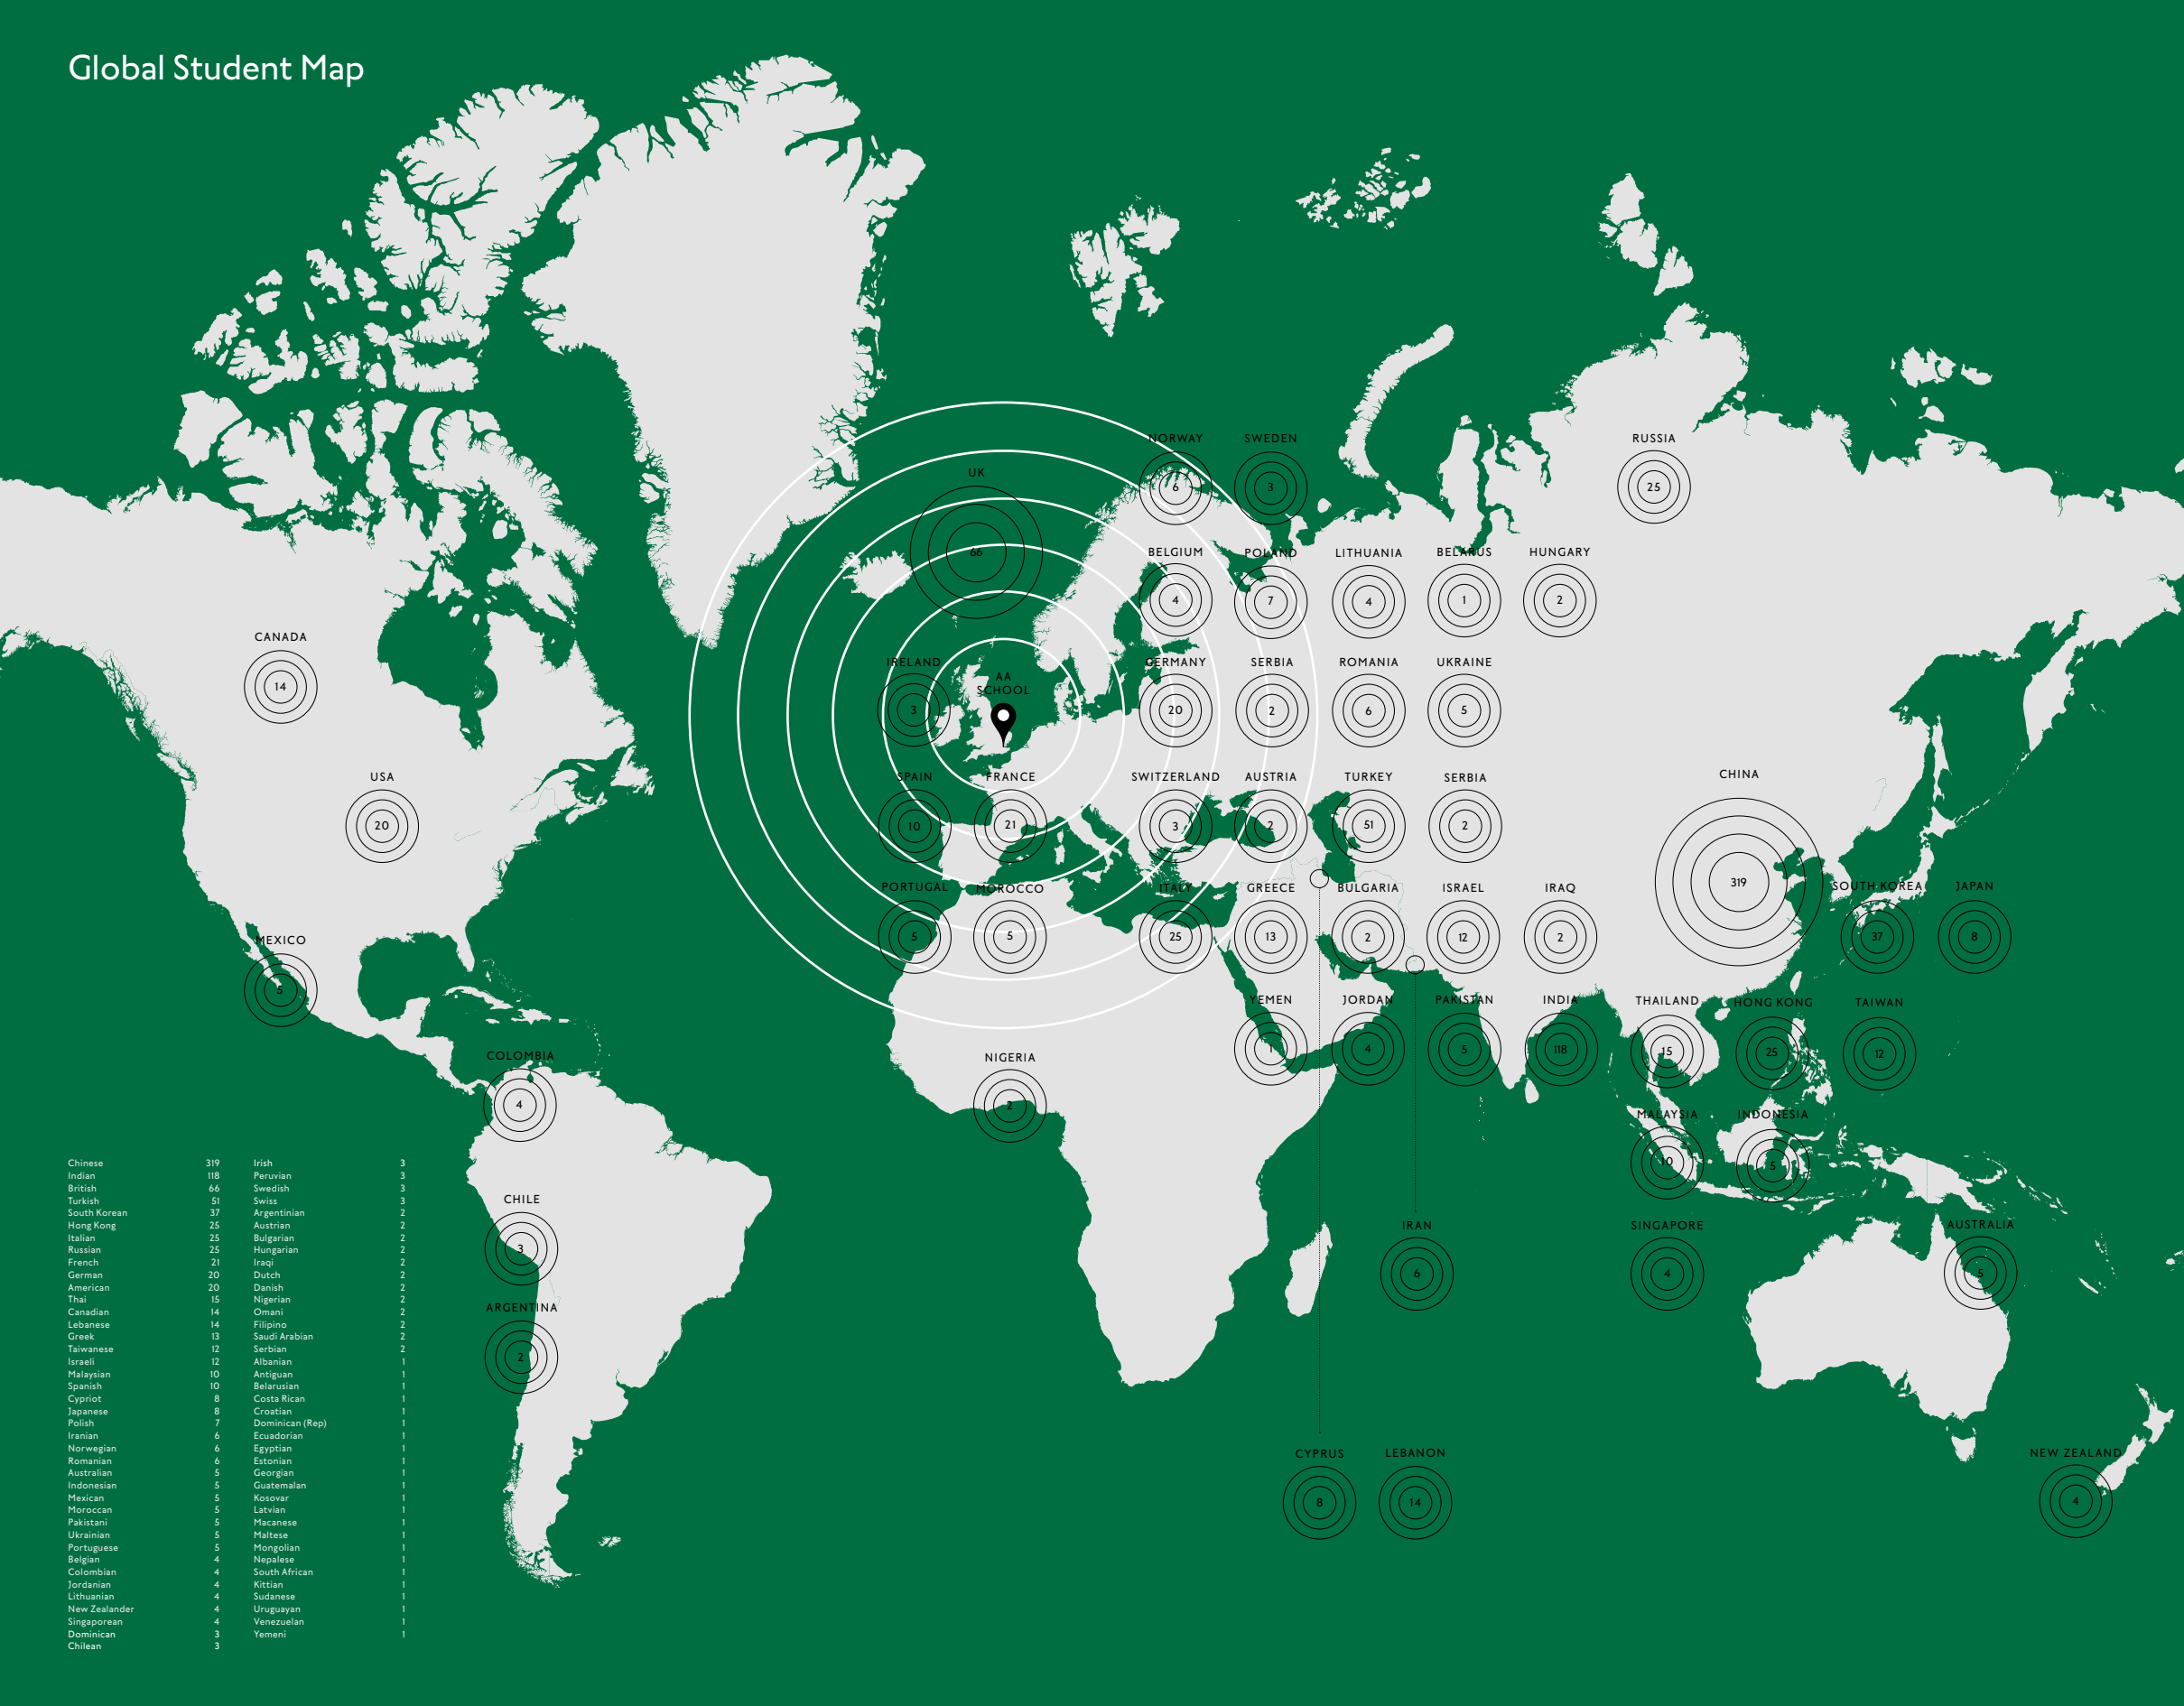 Global Student Map
NORWAY
6
SWEDEN
3
RUSSIA
25
UK
66
BELGIUM
4
POLAND
7
LITHUANIA
4
BELARUS
1
HUNGARY
2
CANADA
14
IRELAND
3
AA
SCHOOL
GERMANY
20
SERBIA
2
ROMANIA
6
UKRAINE
5
USA
20
SPAIN
10
FRANCE
21
SWITZERLAND
3
AUSTRIA
2
TURKEY
51
SERBIA
2
CHINA
319
MEXICO
5
PORTUGAL
5
MOROCCO
5
ITALY
25
GREECE
13
BULGARIA
2
ISRAEL
12
IRAQ
2
SOUTH KOREA
37
JAPAN
8
COLOMBIA
4
NIGERIA
2
YEMEN
1
JORDAN
4
PAKISTAN
5
INDIA
118
THAILAND
15
HONG KONG
25
TAIWAN
12
MALAYSIA
10
INDONESIA
5
CHILE
3
IRAN
6
SINGAPORE
4
AUSTRALIA
5
ARGENTINA
2
CYPRUS
8
LEBANON
14
NEW ZEALAND
4
Chinese 319
Indian 118
British 66
Turkish 51
South Korean 37
Hong Kong 25
Italian 25
Russian 25
French 21
German 20
American 20
Thai 15
Canadian 14
Lebanese 14
Greek 13
Taiwanese 12
Israeli 12
Malaysian 10
Spanish 10
Cypriot 8
Japanese 8
Polish 7
Iranian 6
Norwegian 6
Romanian 6
Australian 5
Indonesian 5
Mexican 5
Moroccan 5
Pakistani 5
Ukrainian 5
Portuguese 5
Belgian 4
Colombian 4
Jordanian 4
Lithuanian 4
New Zealander 4
Singaporean 4
Dominican 3
Chilean 3
Irish 3
Peruvian 3
Swedish 3
Swiss 3
Argentinian 2
Austrian 2
Bulgarian 2
Hungarian 2
Iraqi 2
Dutch 2
Danish 2
Nigerian 2
Omani 2
Filipino 2
Saudi Arabian 2
Serbian 2
Albanian 1
Antiguan 1
Belarusian 1
Costa Rican 1
Croatian 1
Dominican (Rep) 1
Ecuadorian 1
Egyptian 1
Estonian 1
Georgian 1
Guatemalan 1
Kosovar 1
Latvian 1
Macanese 1
Maltese 1
Mongolian 1
Nepalese 1
South African 1
Kittian 1
Sudanese 1
Uruguayan 1
Venezuelan 1
Yemeni 1